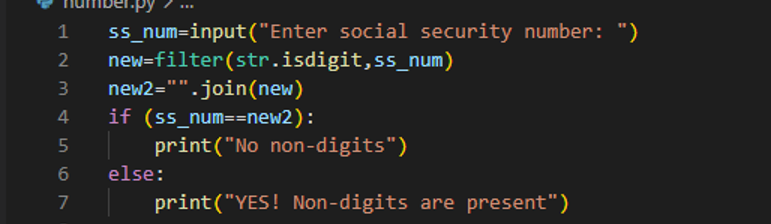 number.py > ...
1 ss_num=input("Enter social security number: ")
2 new=filter(str.isdigit,ss_num)
3 new2="".join(new)
4 if (ss_num==new2):
5     print("No non-digits")
6 else:
7     print("YES! Non-digits are present")